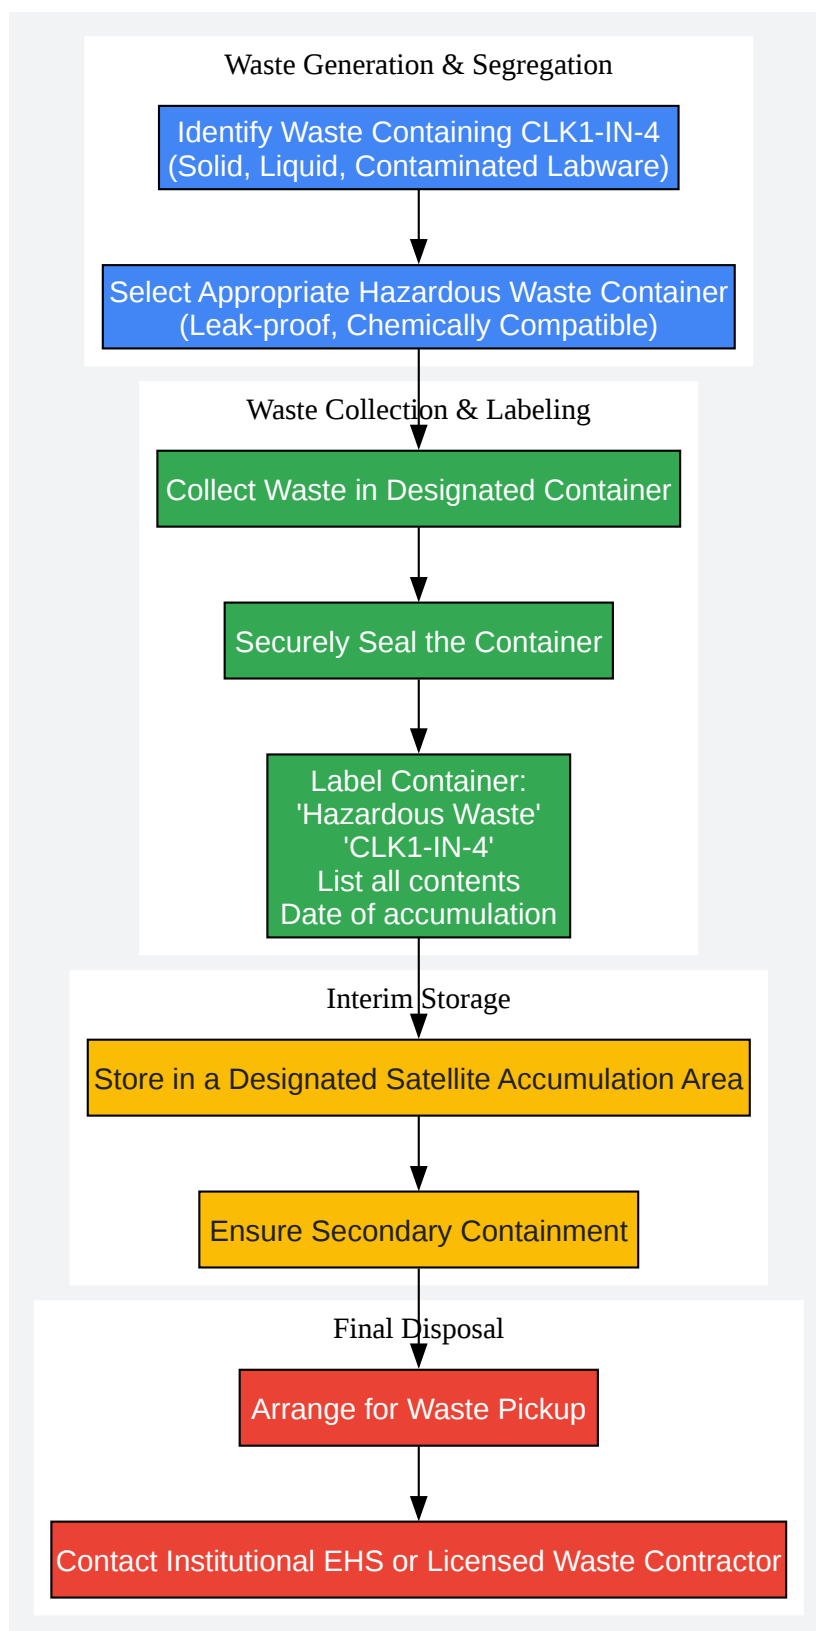 Waste Generation & Segregation
Identify Waste Containing CLK1-IN-4
(Solid, Liquid, Contaminated Labware)
Select Appropriate Hazardous Waste Container
(Leak-proof, Chemically Compatible)
Waste Collection & Labeling
Collect Waste in Designated Container
Securely Seal the Container
Label Container:
'Hazardous Waste'
'CLK1-IN-4'
List all contents
Date of accumulation
Interim Storage
Store in a Designated Satellite Accumulation Area
Ensure Secondary Containment
Final Disposal
Arrange for Waste Pickup
Contact Institutional EHS or Licensed Waste Contractor